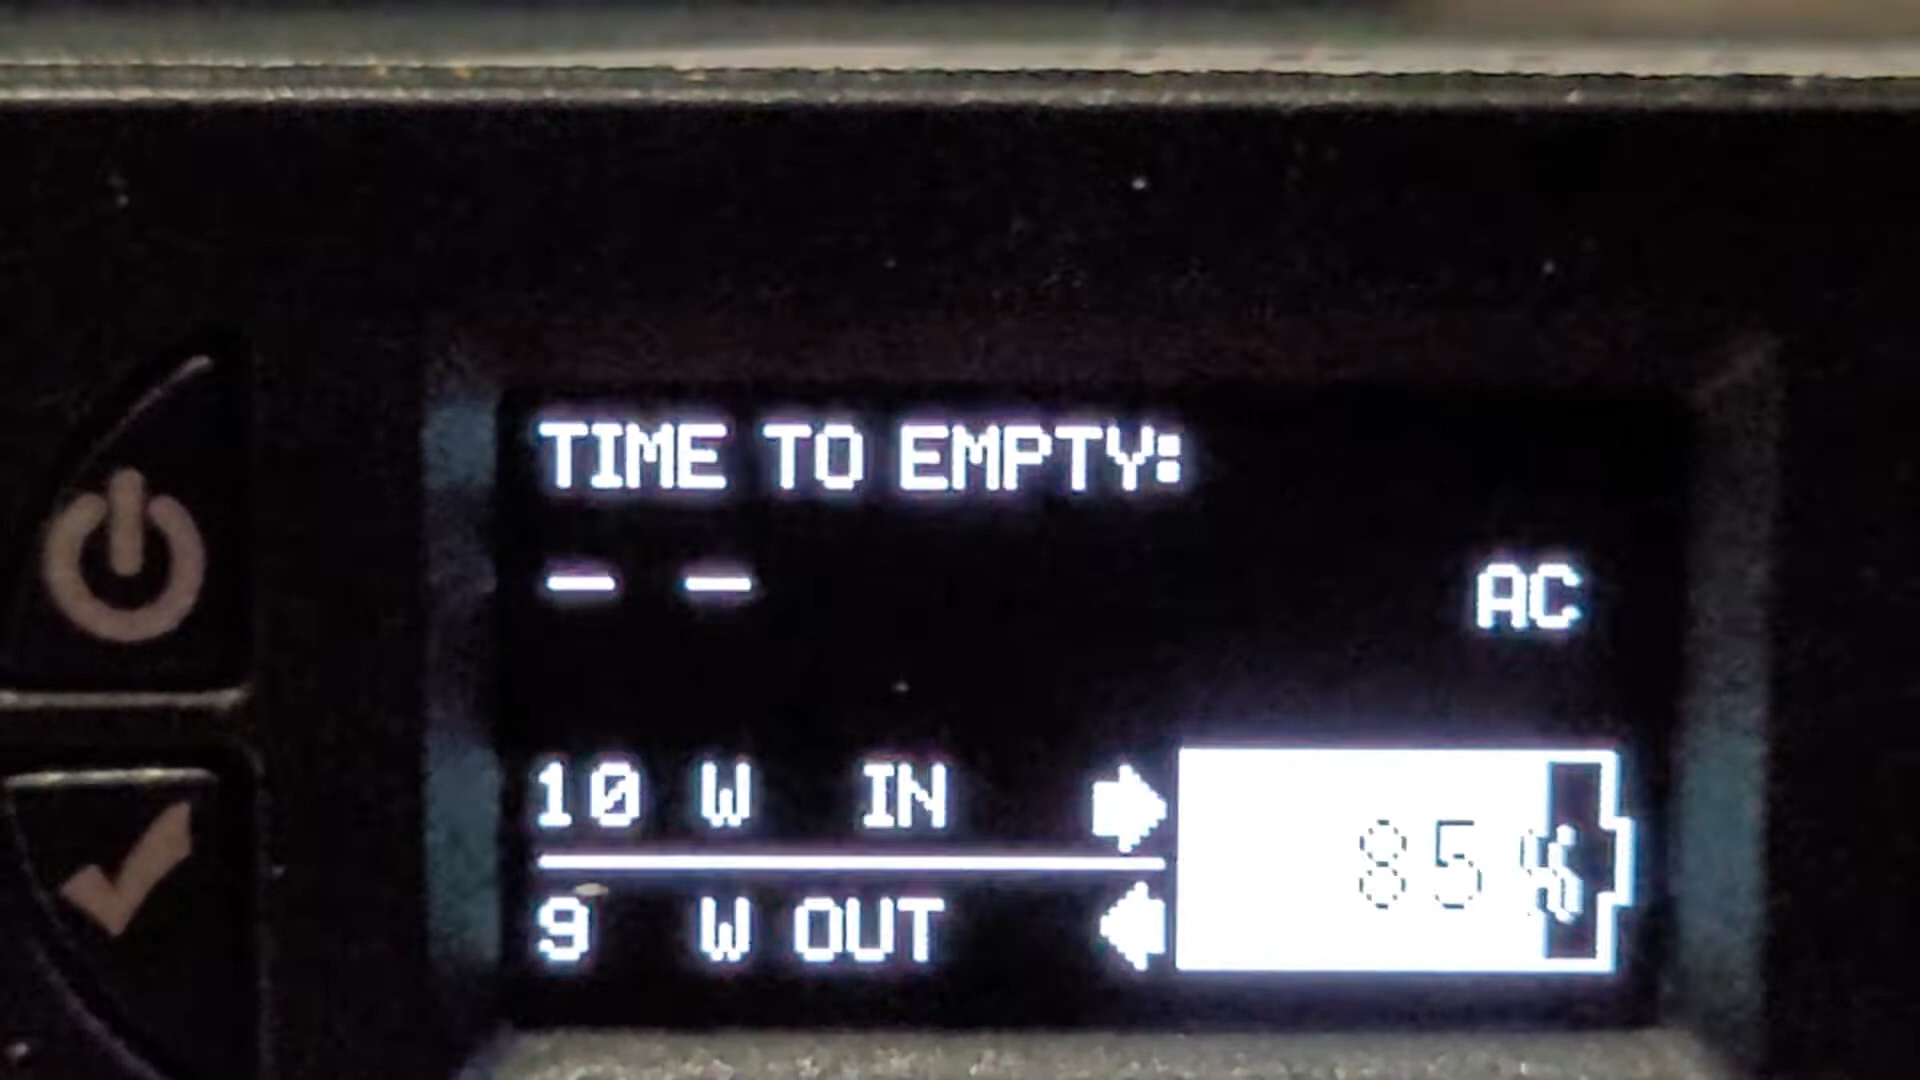 TIME TO EMPTY:
– –
AC
10 W IN
9 W OUT
85%